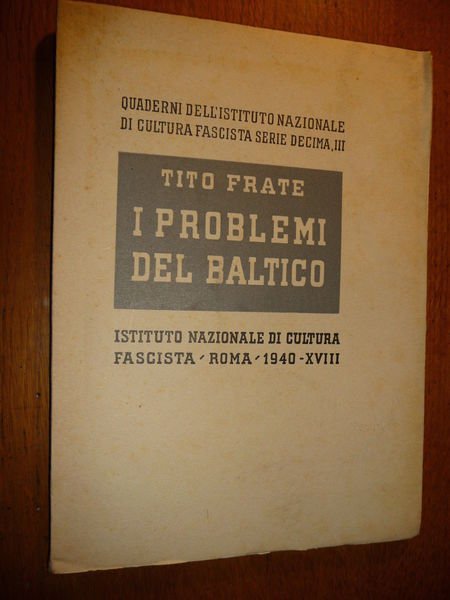 QUADERNI DELL'ISTITUTO NAZIONALE
DI CULTURA FASCISTA SERIE DECIMA, III
TITO FRATE
I PROBLEMI
DEL BALTICO
ISTITUTO NAZIONALE DI CULTURA
FASCISTA - ROMA - 1940 - XVIII